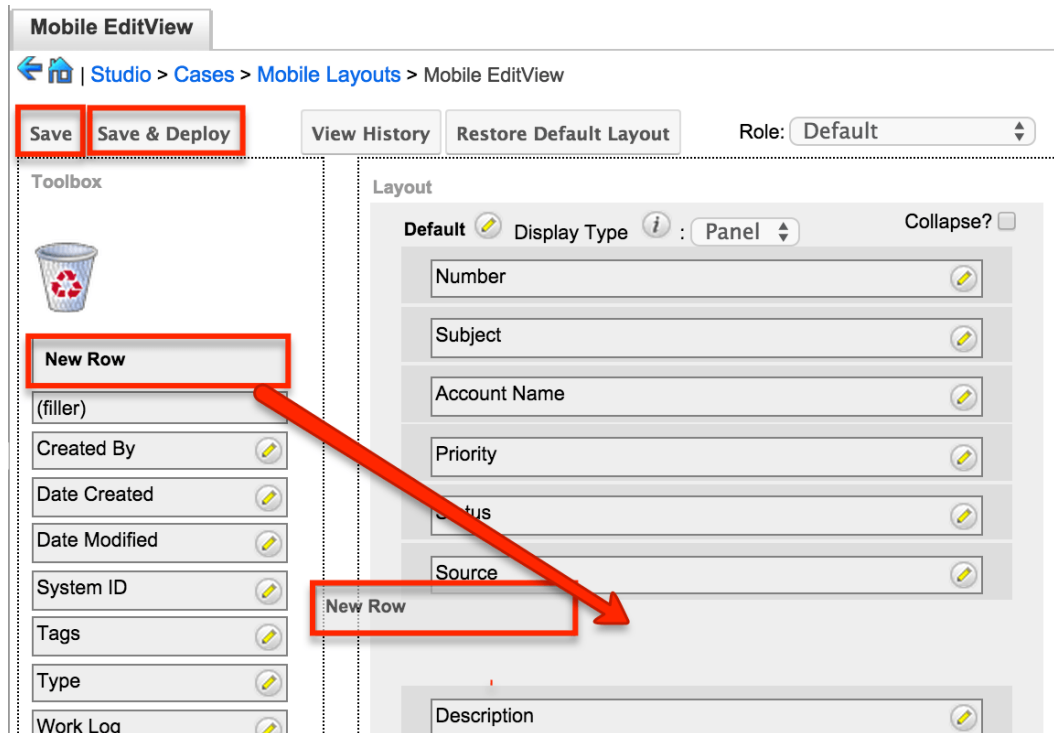 Mobile EditView
| Studio > Cases > Mobile Layouts > Mobile EditView
Save Save & Deploy View History Restore Default Layout Role: Default
Toolbox
New Row
(filler)
Created By
Date Created
Date Modified
System ID
Tags
Type
Work Log
Layout
Default Display Type i : Panel Collapse?
Number
Subject
Account Name
Priority
Status
Source
New Row
Description